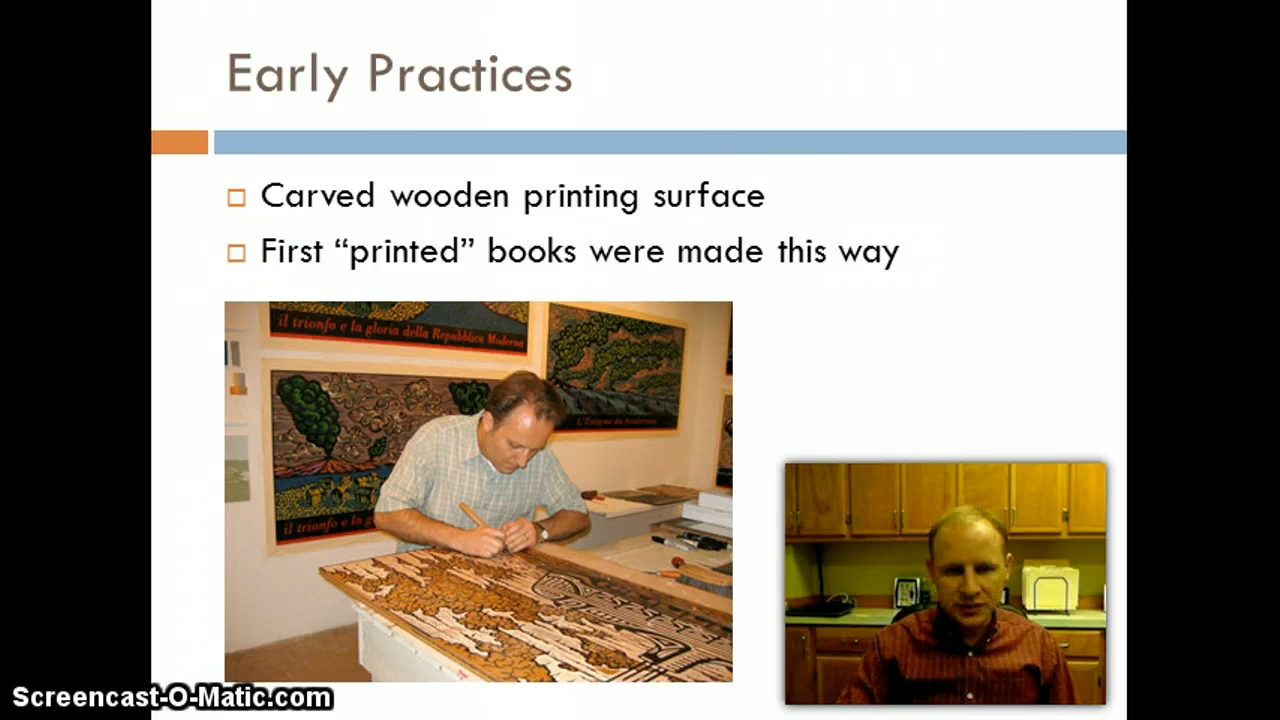 Early Practices
Carved wooden printing surface
First “printed” books were made this way
il trionfo e la gloria della Repubblica Moderna
il trionfo e la
Screencast-O-Matic.com